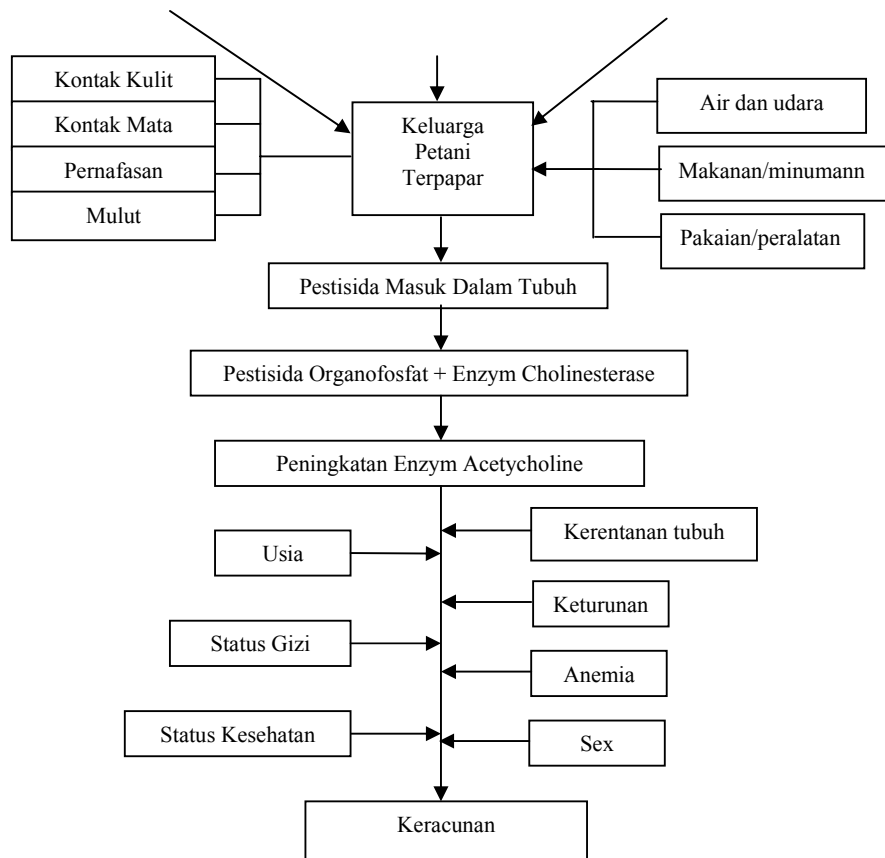 Kontak Kulit
Kontak Mata
Pernafasan
Mulut
Keluarga
Petani
Terpapar
Air dan udara
Makanan/minumann
Pakaian/peralatan
Pestisida Masuk Dalam Tubuh
Pestisida Organofosfat + Enzym Cholinesterase
Peningkatan Enzym Acetycholine
Kerentanan tubuh
Usia
Keturunan
Status Gizi
Anemia
Status Kesehatan
Sex
Keracunan